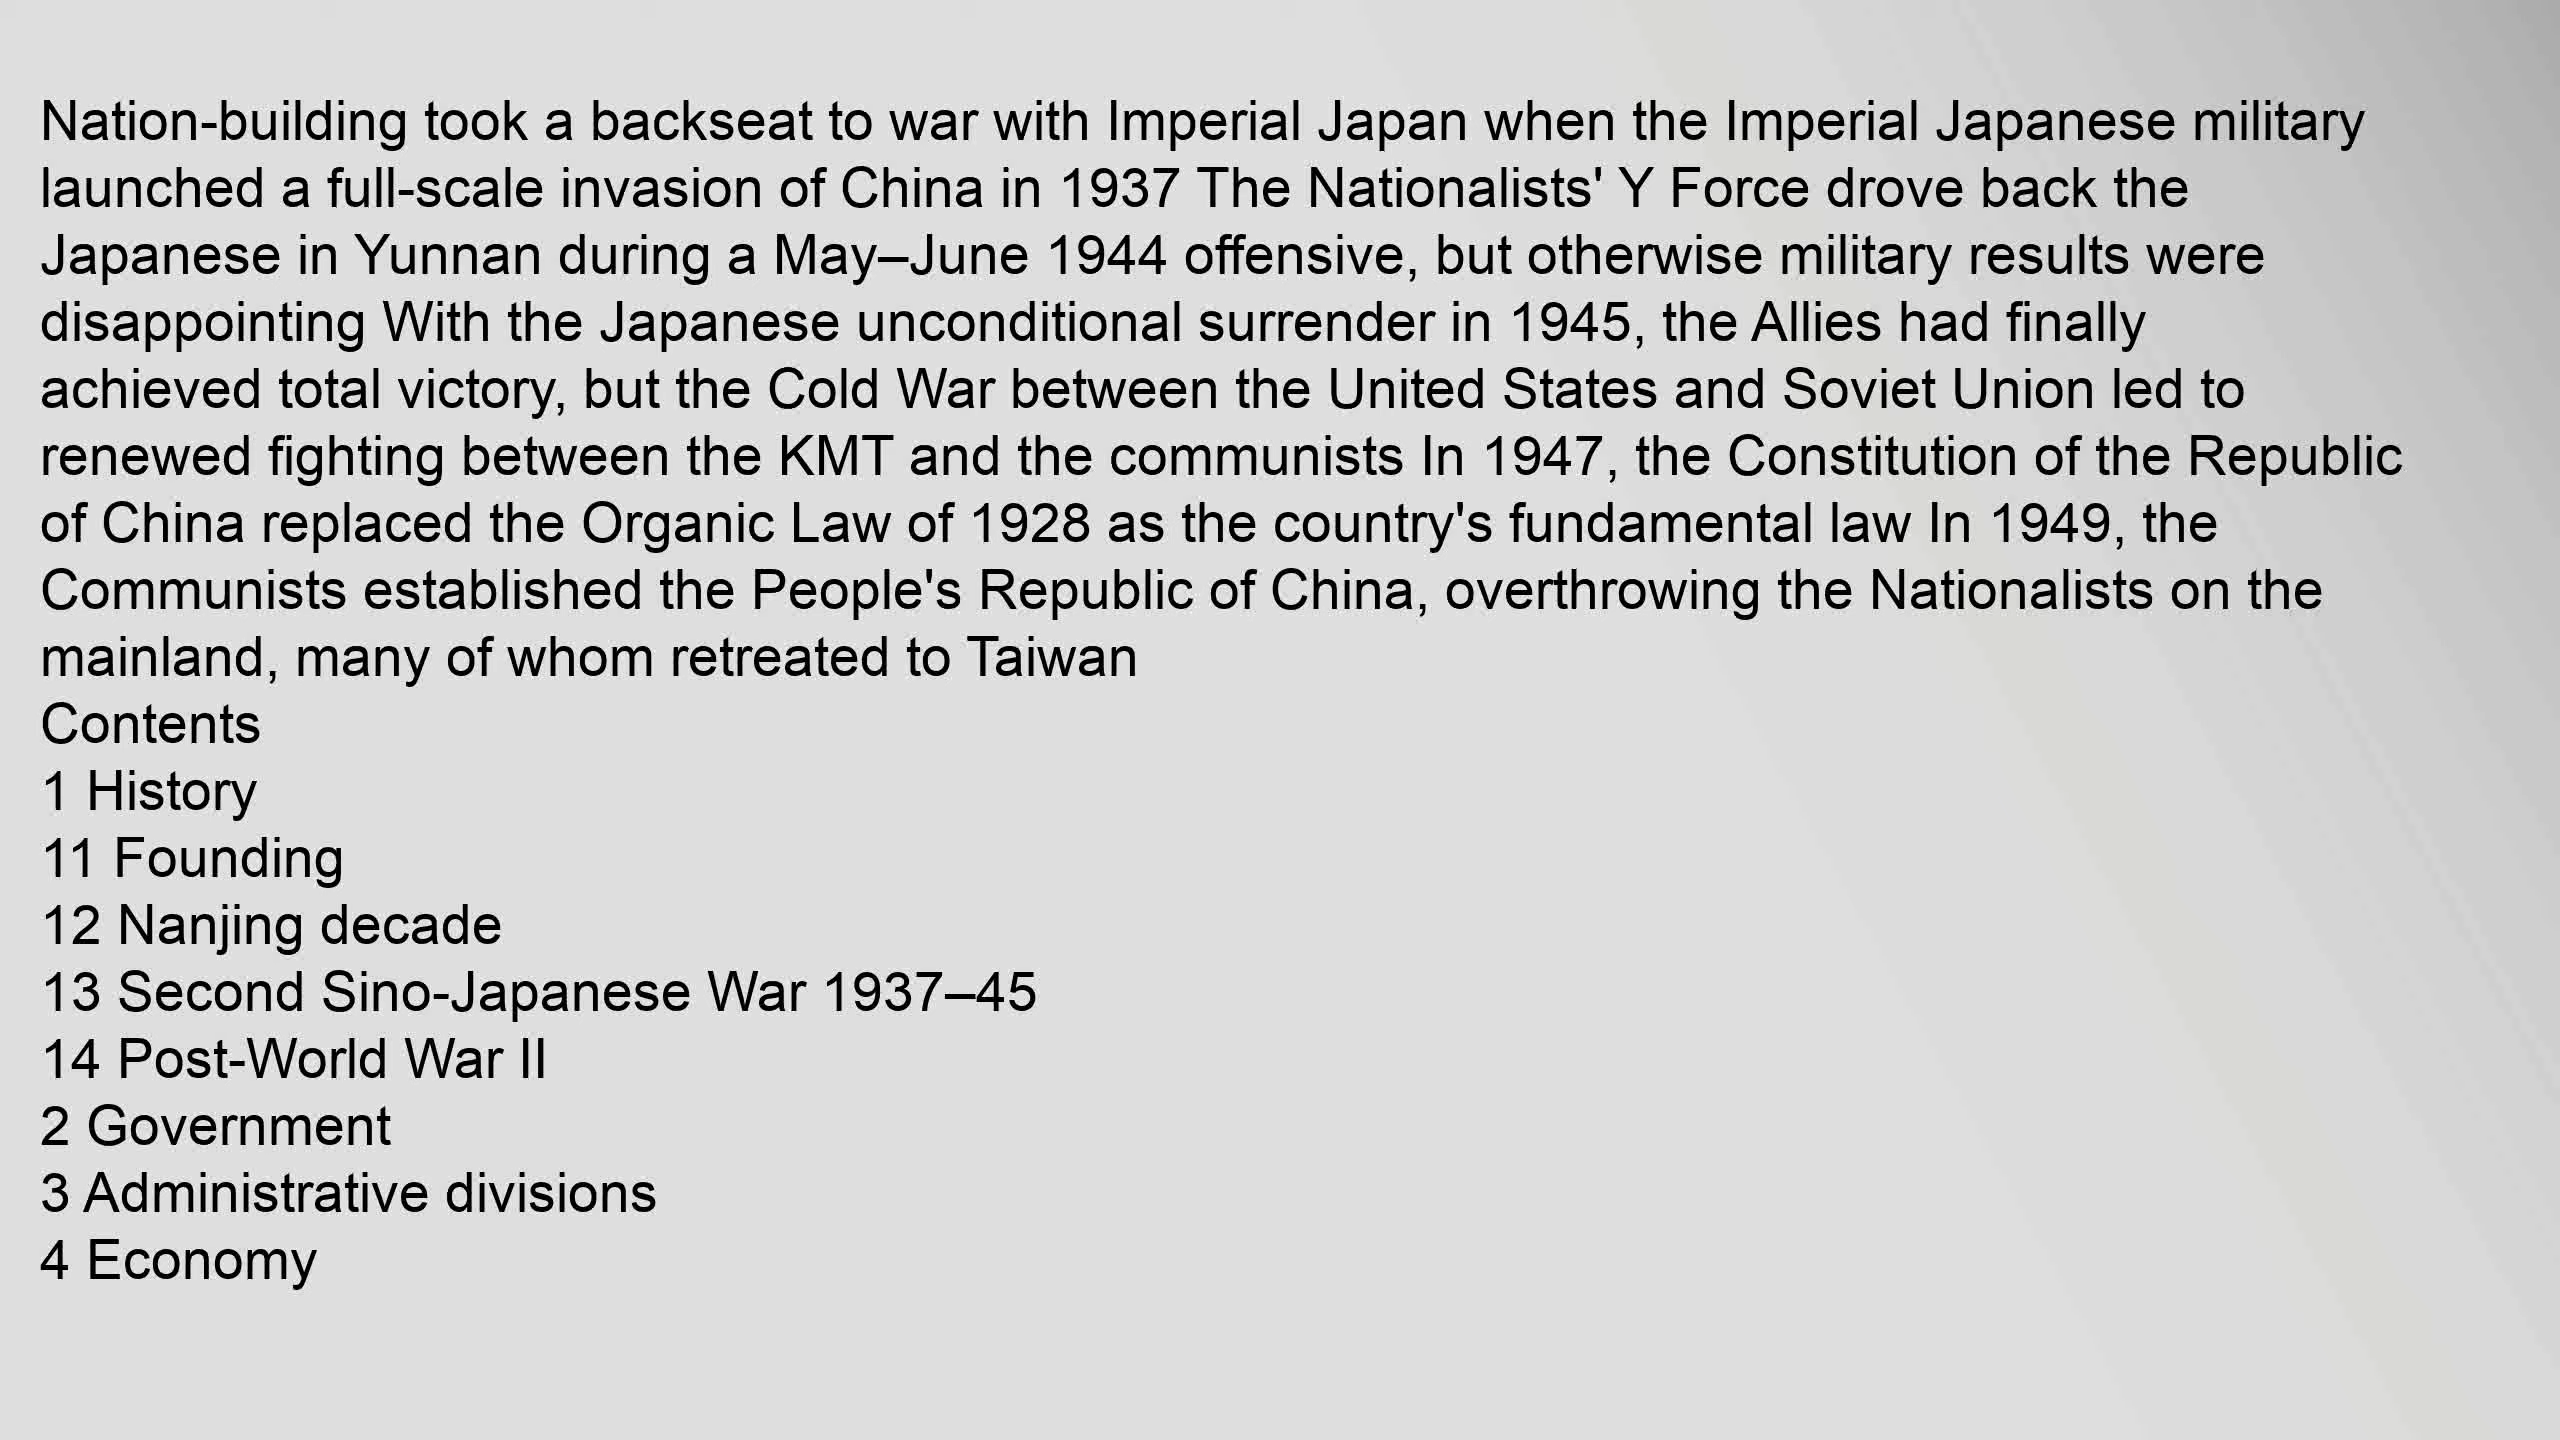 Nation-building took a backseat to war with Imperial Japan when the Imperial Japanese military
launched a full-scale invasion of China in 1937 The Nationalists' Y Force drove back the
Japanese in Yunnan during a May–June 1944 offensive, but otherwise military results were
disappointing With the Japanese unconditional surrender in 1945, the Allies had finally
achieved total victory, but the Cold War between the United States and Soviet Union led to
renewed fighting between the KMT and the communists In 1947, the Constitution of the Republic
of China replaced the Organic Law of 1928 as the country's fundamental law In 1949, the
Communists established the People's Republic of China, overthrowing the Nationalists on the
mainland, many of whom retreated to Taiwan
Contents
1 History
11 Founding
12 Nanjing decade
13 Second Sino-Japanese War 1937–45
14 Post-World War II
2 Government
3 Administrative divisions
4 Economy